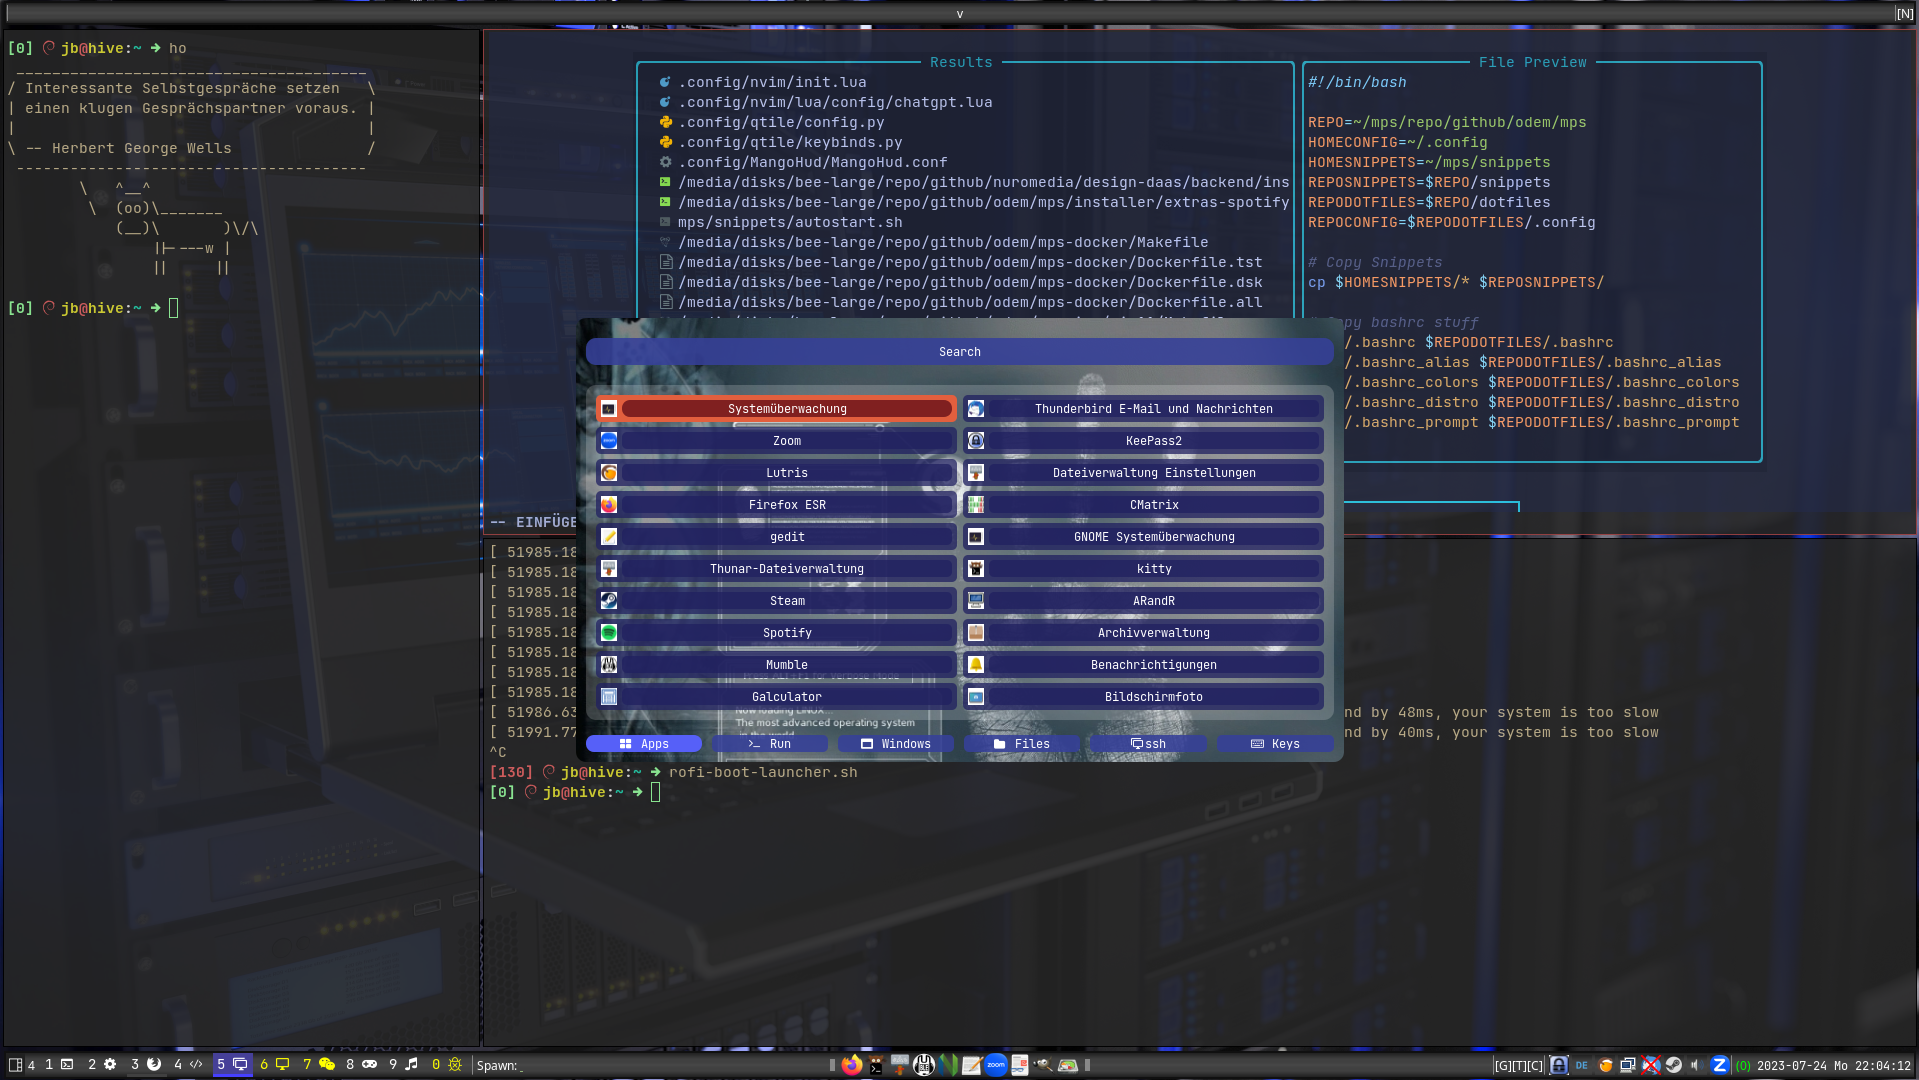 v
[N]
[0] jb@hive:~ ➜ ho
/ Interessante Selbstgespräche setzen \
| einen klugen Gesprächspartner voraus. |
| |
\ -- Herbert George Wells /
---------------------------------------
\ ^__^
\ (oo)\_______
(__)\ )\/\
||----w |
|| ||
[0] jb@hive:~ ➜
Results
.config/nvim/init.lua
.config/nvim/lua/config/chatgpt.lua
.config/qtile/config.py
.config/qtile/keybinds.py
.config/MangoHud/MangoHud.conf
/media/disks/bee-large/repo/github/nuromedia/design-daas/backend/ins
/media/disks/bee-large/repo/github/odem/mps/installer/extras-spotify
mps/snippets/autostart.sh
/media/disks/bee-large/repo/github/odem/mps-docker/Makefile
/media/disks/bee-large/repo/github/odem/mps-docker/Dockerfile.tst
/media/disks/bee-large/repo/github/odem/mps-docker/Dockerfile.dsk
/media/disks/bee-large/repo/github/odem/mps-docker/Dockerfile.all
File Preview
#!/bin/bash
REPO=~/mps/repo/github/odem/mps
HOMECONFIG=~/.config
HOMESNIPPETS=~/mps/snippets
REPOSNIPPETS=$REPO/snippets
REPODOTFILES=$REPO/dotfiles
REPOCONFIG=$REPODOTFILES/.config
# Copy Snippets
cp $HOMESNIPPETS/* $REPOSNIPPETS/
py bashrc stuff
/.bashrc $REPODOTFILES/.bashrc
/.bashrc_alias $REPODOTFILES/.bashrc_alias
/.bashrc_colors $REPODOTFILES/.bashrc_colors
/.bashrc_distro $REPODOTFILES/.bashrc_distro
/.bashrc_prompt $REPODOTFILES/.bashrc_prompt
-- EINFÜGE
Search
Systemüberwachung
Thunderbird E-Mail und Nachrichten
Zoom
KeePass2
Lutris
Dateiverwaltung Einstellungen
Firefox ESR
CMatrix
gedit
GNOME Systemüberwachung
Thunar-Dateiverwaltung
kitty
Steam
ARandR
Spotify
Archivverwaltung
Mumble
Benachrichtigungen
Galculator
Bildschirmfoto
Now loading LINUX...
The most advanced operating system
in the world
Apps
Run
Windows
Files
ssh
Keys
[ 51985.18
[ 51985.18
[ 51985.18
[ 51985.18
[ 51985.18
[ 51985.18
[ 51985.18
[ 51985.18
[ 51986.63 nd by 48ms, your system is too slow
[ 51991.77 nd by 40ms, your system is too slow
^C
[130] jb@hive:~ ➜ rofi-boot-launcher.sh
[0] jb@hive:~ ➜
4 1 2 3 4 </> 5 6 7 8 9 0 Spawn:_
zoom
[G][T][C] DE Z (0) 2023-07-24 Mo 22:04:12